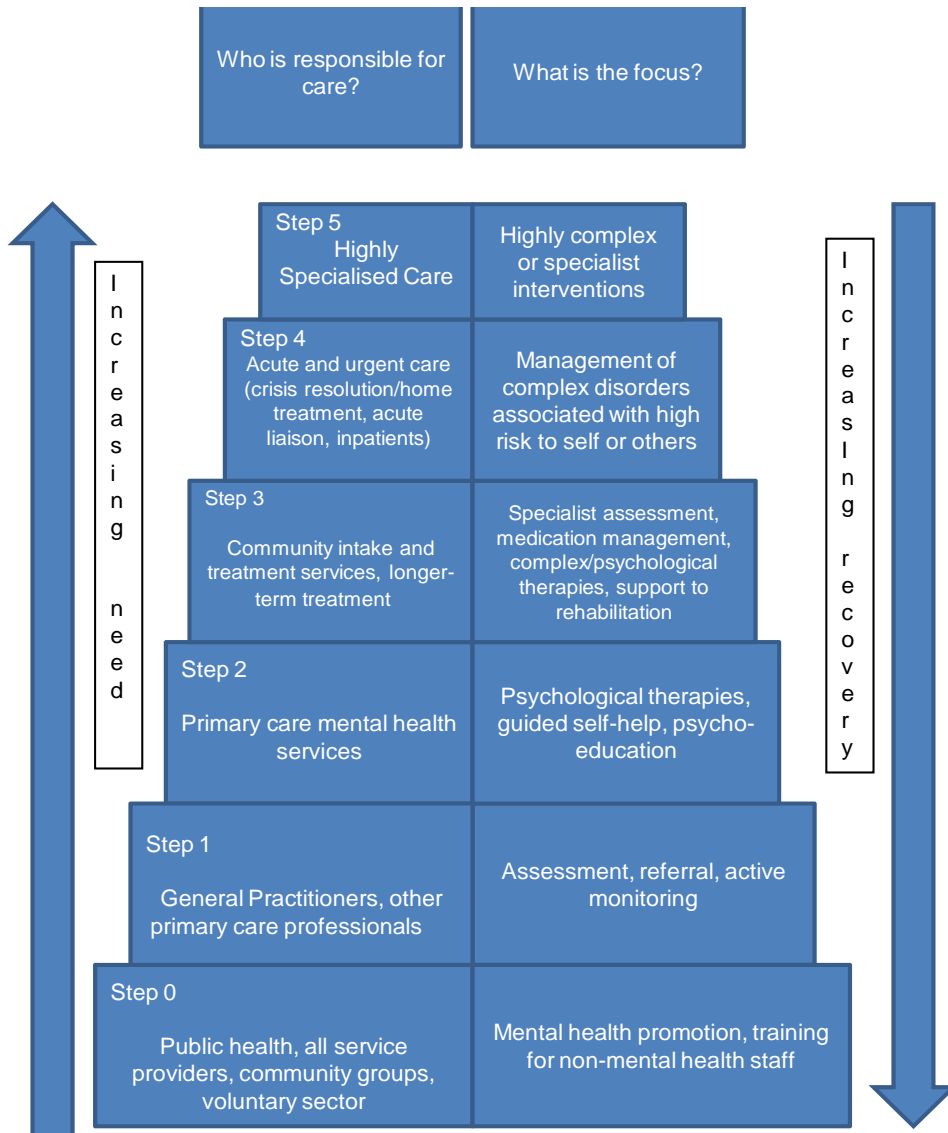 Who is responsible for
care?
What is the focus?
Step 5
Highly
Specialised Care
Highly complex
or specialist
interventions
Step 4
Acute and urgent care
(crisis resolution/home
treatment, acute
liaison, inpatients)
Management of
complex disorders
associated with high
risk to self or others
Step 3
Community intake and
treatment services, longer-
term treatment
Specialist assessment,
medication management,
complex/psychological
therapies, support to
rehabilitation
Step 2
Primary care mental health
services
Psychological therapies,
guided self-help, psycho-
education
Step 1
General Practitioners, other
primary care professionals
Assessment, referral, active
monitoring
Step 0
Public health, all service
providers, community groups,
voluntary sector
Mental health promotion, training
for non-mental health staff
Increasing need
IncreasIng recovery